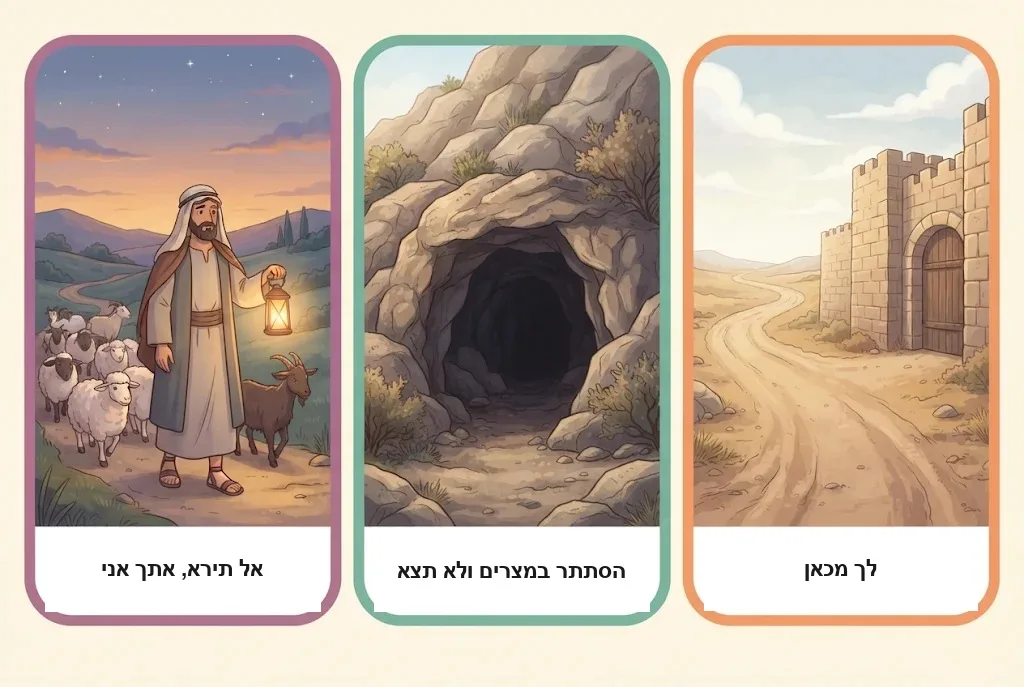 לך מכאן
הסתתר במצרים ולא תצא
אל תירא, אתך אני